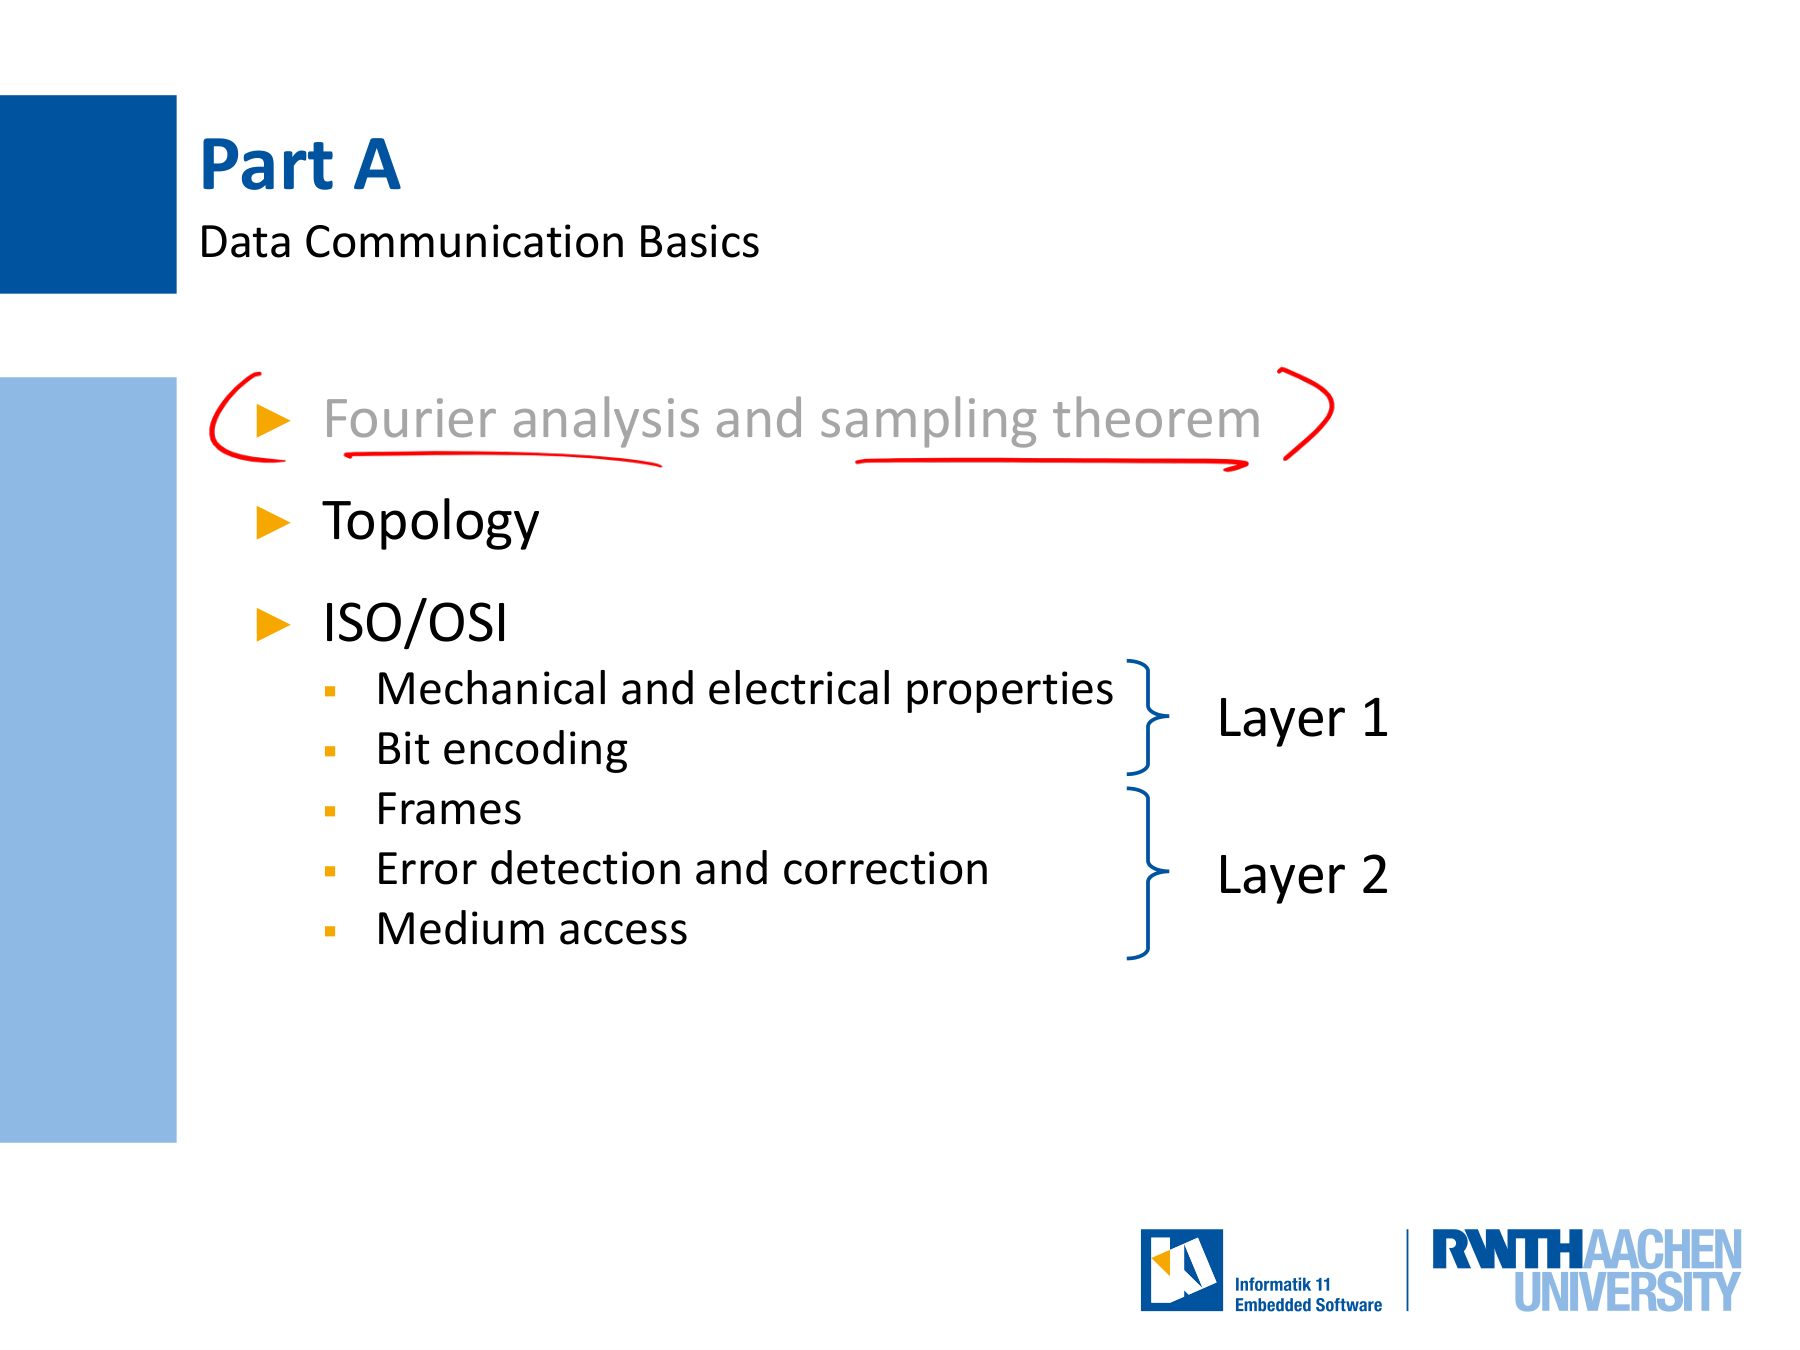 Part A
Data Communication Basics
► Fourier analysis and sampling theorem
► Topology
► ISO/OSI
▪ Mechanical and electrical properties
▪ Bit encoding
Layer 1
▪ Frames
▪ Error detection and correction
▪ Medium access
Layer 2
Informatik 11
Embedded Software
RWTHAACHEN
UNIVERSITY